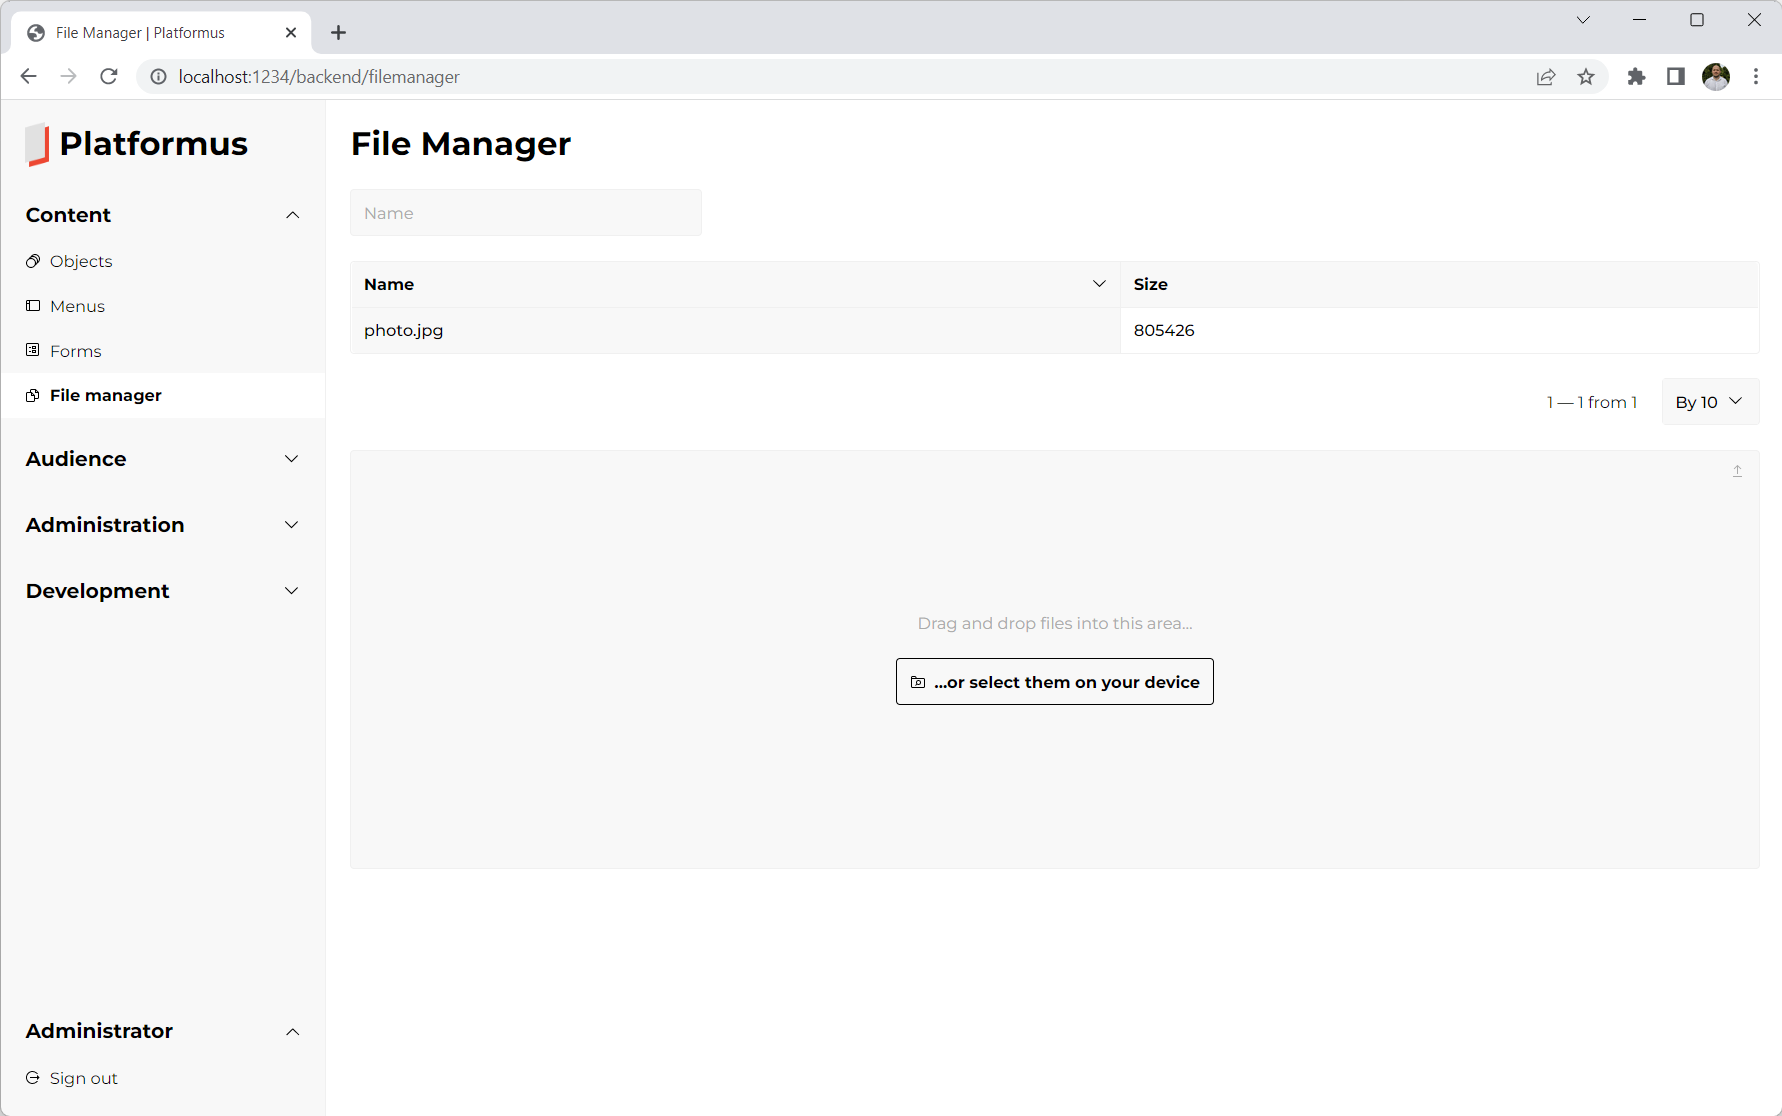 File Manager | Platformus
localhost:1234/backend/filemanager
Platformus
Content
Objects
Menus
Forms
File manager
Audience
Administration
Development
Administrator
Sign out
File Manager
Name
Name Size
photo.jpg 805426
1 — 1 from 1 By 10
Drag and drop files into this area...
...or select them on your device